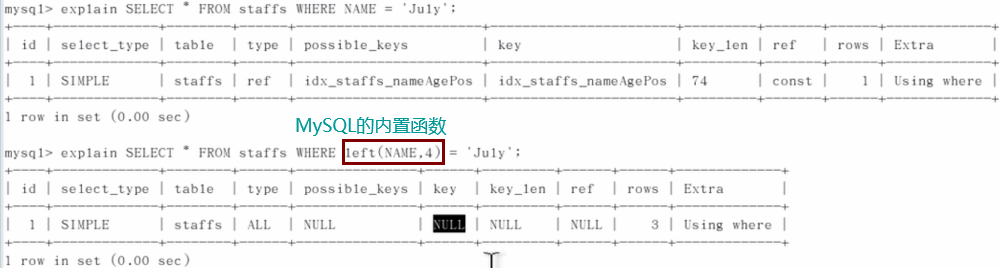 mysql> explain SELECT * FROM staffs WHERE NAME = 'July';
+----+-------------+--------+------+----------------------+----------------------+---------+-------+------+-------------+
| id | select_type | table | type | possible_keys | key | key_len | ref | rows | Extra |
+----+-------------+--------+------+----------------------+----------------------+---------+-------+------+-------------+
| 1 | SIMPLE | staffs | ref | idx_staffs_nameAgePos | idx_staffs_nameAgePos | 74 | const | 1 | Using where |
+----+-------------+--------+------+----------------------+----------------------+---------+-------+------+-------------+
1 row in set (0.00 sec)
MySQL的内置函数
mysql> explain SELECT * FROM staffs WHERE left(NAME,4) = 'July';
+----+-------------+--------+------+---------------+------+---------+------+------+-------------+
| id | select_type | table | type | possible_keys | key | key_len | ref | rows | Extra |
+----+-------------+--------+------+---------------+------+---------+------+------+-------------+
| 1 | SIMPLE | staffs | ALL | NULL | NULL | NULL | NULL | 3 | Using where |
+----+-------------+--------+------+---------------+------+---------+------+------+-------------+
1 row in set (0.00 sec)